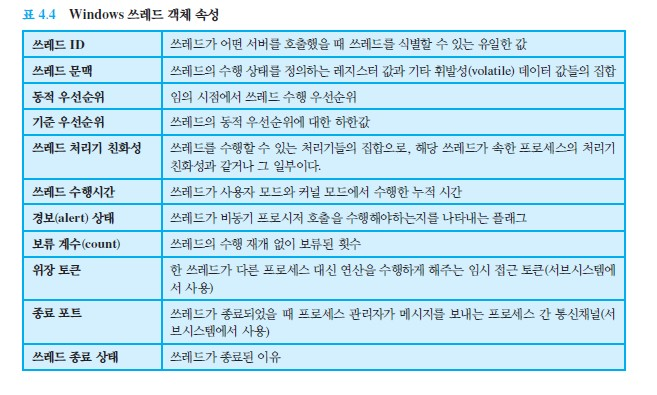 표 4.4 Windows 쓰레드 객체 속성
쓰레드 ID 쓰레드가 어떤 서버를 호출했을 때 쓰레드를 식별할 수 있는 유일한 값
쓰레드 문맥 쓰레드의 수행 상태를 정의하는 레지스터 값과 기타 휘발성(volatile) 데이터 값들의 집합
동적 우선순위 임의 시점에서 쓰레드 수행 우선순위
기준 우선순위 쓰레드의 동적 우선순위에 대한 하한값
쓰레드 처리기 친화성 쓰레드를 수행할 수 있는 처리기들의 집합으로, 해당 쓰레드가 속한 프로세스의 처리기
친화성과 같거나 그 일부이다.
쓰레드 수행시간 쓰레드가 사용자 모드와 커널 모드에서 수행한 누적 시간
경보(alert) 상태 쓰레드가 비동기 프로시저 호출을 수행해야하는지를 나타내는 플래그
보류 계수(count) 쓰레드의 수행 재개 없이 보류된 횟수
위장 토큰 한 쓰레드가 다른 프로세스 대신 연산을 수행하게 해주는 임시 접근 토큰(서브시스템에
서 사용)
종료 포트 쓰레드가 종료되었을 때 프로세스 관리자가 메시지를 보내는 프로세스 간 통신채널(서
브시스템에서 사용)
쓰레드 종료 상태 쓰레드가 종료된 이유